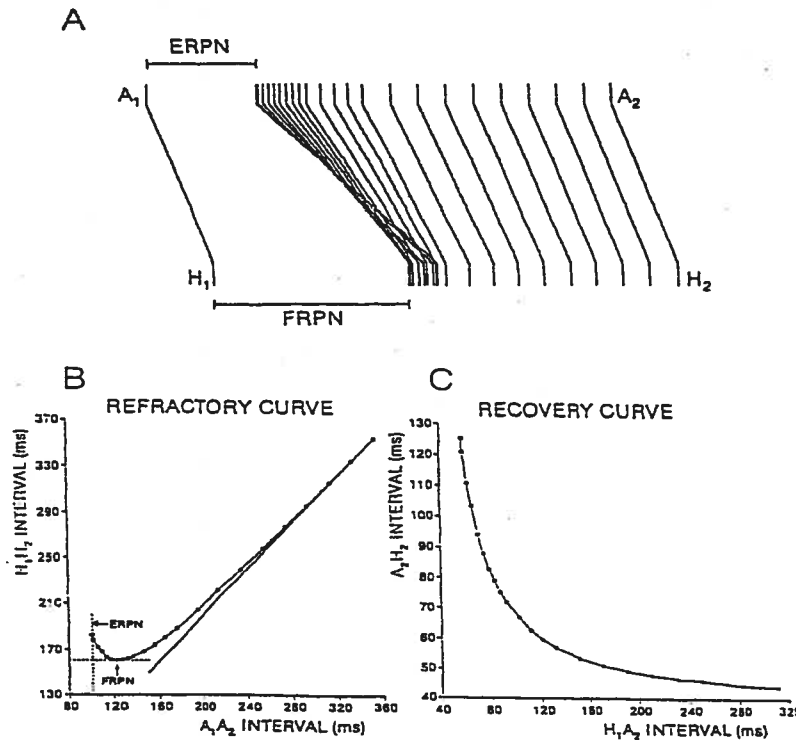 A
ERPN
A₁ A₂
H₁ H₂
FRPN
B C
REFRACTORY CURVE RECOVERY CURVE
H₁H₂ INTERVAL (ms)
370
330
290
250
210
170
130
ERPN
FRPN
80 120 160 200 240 280 320 360
A₁A₂ INTERVAL (ms)
A₂H₂ INTERVAL (ms)
130
120
110
100
90
80
70
60
50
40
40 80 120 160 200 240 280
H₁A₂ INTERVAL (ms)